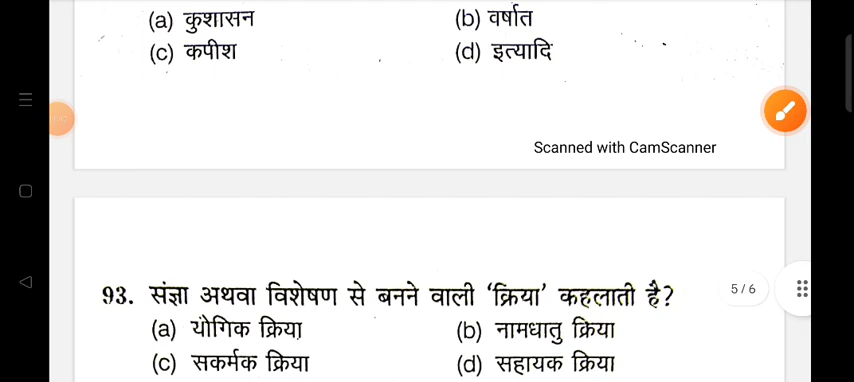 (a) कुशासन (b) वर्षात
(c) कपीश (d) इत्यादि
Scanned with CamScanner
93. संज्ञा अथवा विशेषण से बनने वाली ‘क्रिया’ कहलाती है?
5/6
(a) यौगिक क्रिया (b) नामधातु क्रिया
(c) सकर्मक क्रिया (d) सहायक क्रिया